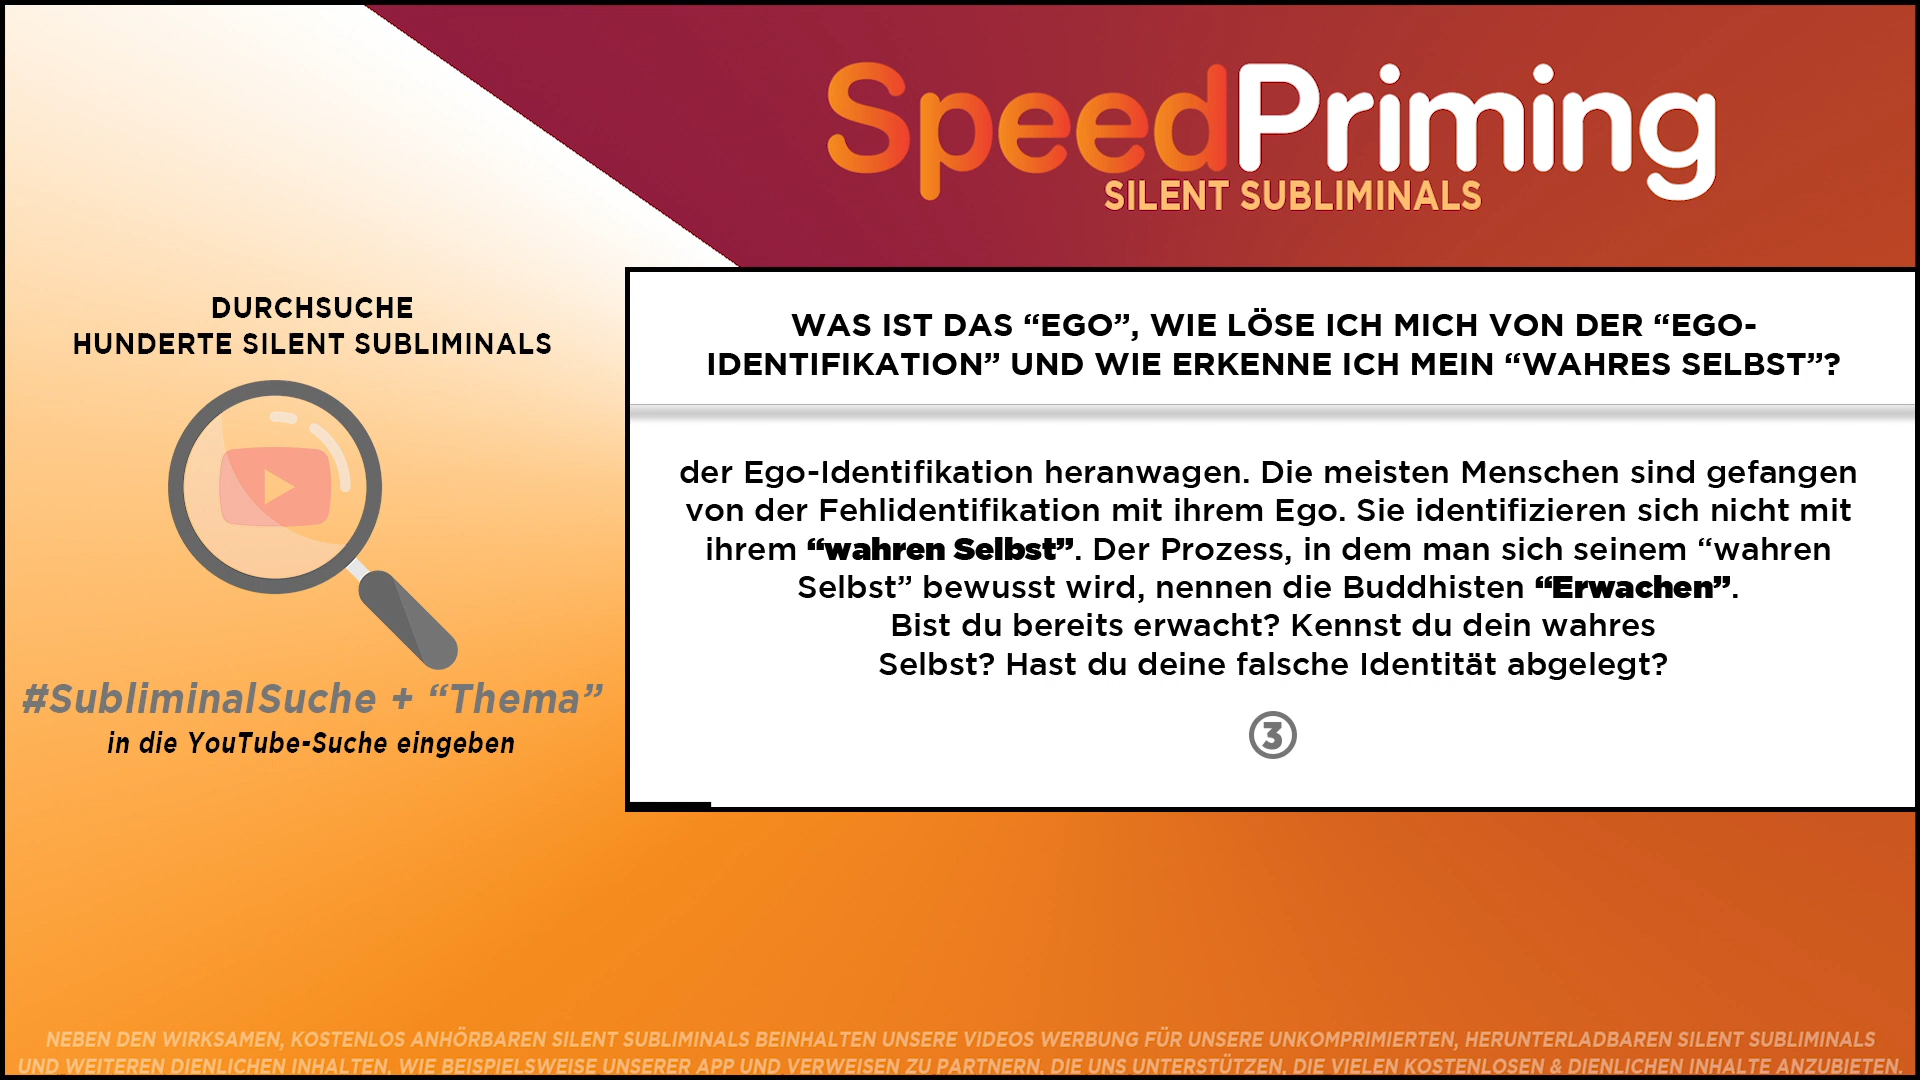 SpeedPriming
SILENT SUBLIMINALS
DURCHSUCHE
HUNDERTE SILENT SUBLIMINALS
#SubliminalSuche + “Thema”
in die YouTube-Suche eingeben
WAS IST DAS “EGO”, WIE LÖSE ICH MICH VON DER “EGO-
IDENTIFIKATION” UND WIE ERKENNE ICH MEIN “WAHRES SELBST”?
der Ego-Identifikation heranwagen. Die meisten Menschen sind gefangen
von der Fehlidentifikation mit ihrem Ego. Sie identifizieren sich nicht mit
ihrem “wahren Selbst”. Der Prozess, in dem man sich seinem “wahren
Selbst” bewusst wird, nennen die Buddhisten “Erwachen”.
Bist du bereits erwacht? Kennst du dein wahres
Selbst? Hast du deine falsche Identität abgelegt?
3
NEBEN DEN WIRKSAMEN, KOSTENLOS ANHÖRBAREN SILENT SUBLIMINALS BEINHALTEN UNSERE VIDEOS WERBUNG FÜR UNSERE UNKOMPRIMIERTEN, HERUNTERLADBAREN SILENT SUBLIMINALS
UND WEITEREN DIENLICHEN INHALTEN, WIE BEISPIELSWEISE UNSERER APP UND VERWEISEN ZU PARTNERN, DIE UNS UNTERSTÜTZEN, DIE VIELEN KOSTENLOSEN & DIENLICHEN INHALTE ANZUBIETEN.